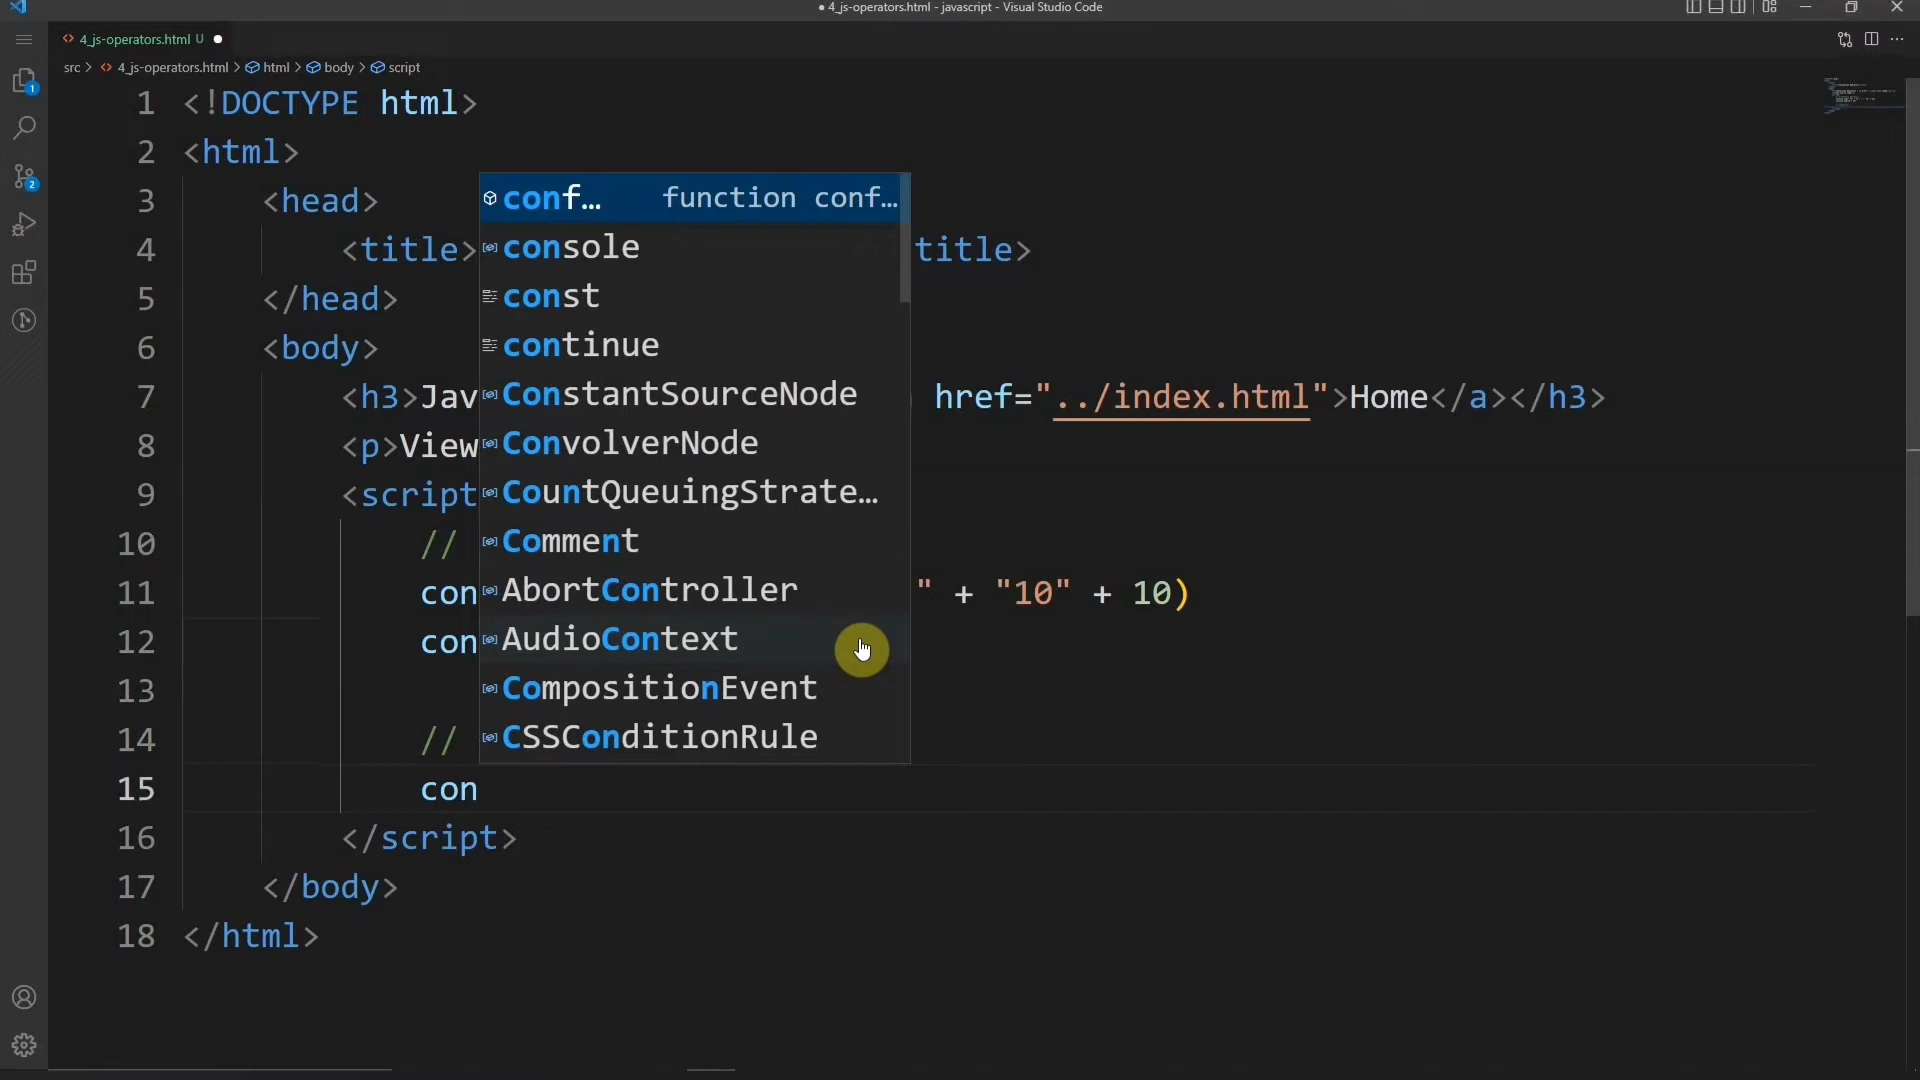 ● 4_js-operators.html - javascript - Visual Studio Code
4_js-operators.html U ●
src > 4_js-operators.html > html > body > script
1 <!DOCTYPE html>
2 <html>
3 <head>
4 <title> title>
5 </head>
6 <body>
7 <h3>Jav href="../index.html">Home</a></h3>
8 <p>View
9 <script
10 //
11 con " + "10" + 10)
12 con
13
14 //
15 con
16 </script>
17 </body>
18 </html>
conf… function conf…
console
const
continue
ConstantSourceNode
ConvolverNode
CountQueuingStrate…
Comment
AbortController
AudioContext
CompositionEvent
CSSConditionRule
1
2